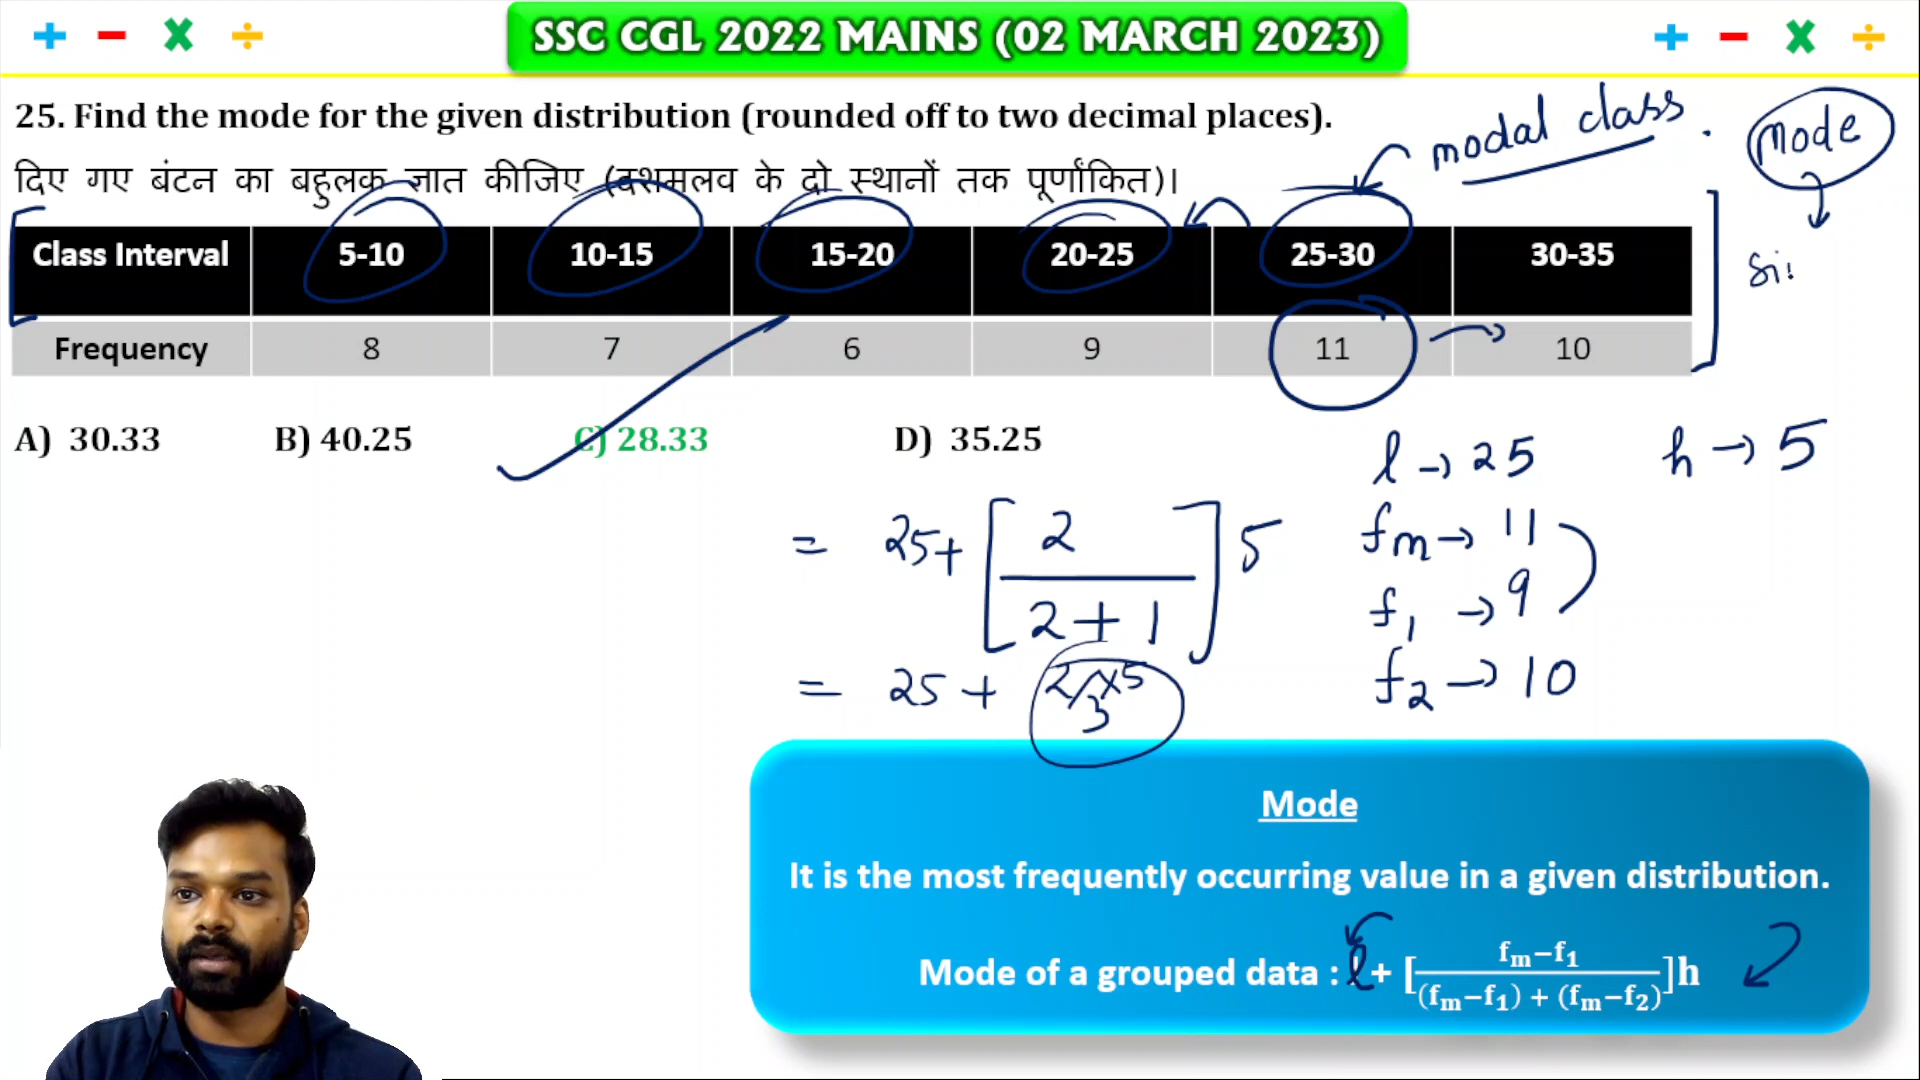 SSC CGL 2022 MAINS (02 MARCH 2023)
25. Find the mode for the given distribution (rounded off to two decimal places).
modal class.
Mode
दिए गए बंटन का बहुलक ज्ञात कीजिए (दशमलव के दो स्थानों तक पूर्णांकित)।
Class Interval 5-10 10-15 15-20 20-25 25-30 30-35
Frequency 8 7 6 9 11 10
A) 30.33 B) 40.25 C) 28.33 D) 35.25
l → 25 h → 5
= 25 + [2 / 2 + 1] 5
fm → 11
f1 → 9
= 25 + 2/3 × 5
f2 → 10
Mode
It is the most frequently occurring value in a given distribution.
Mode of a grouped data : l + [fm−f1 / (fm−f1) + (fm−f2)]h